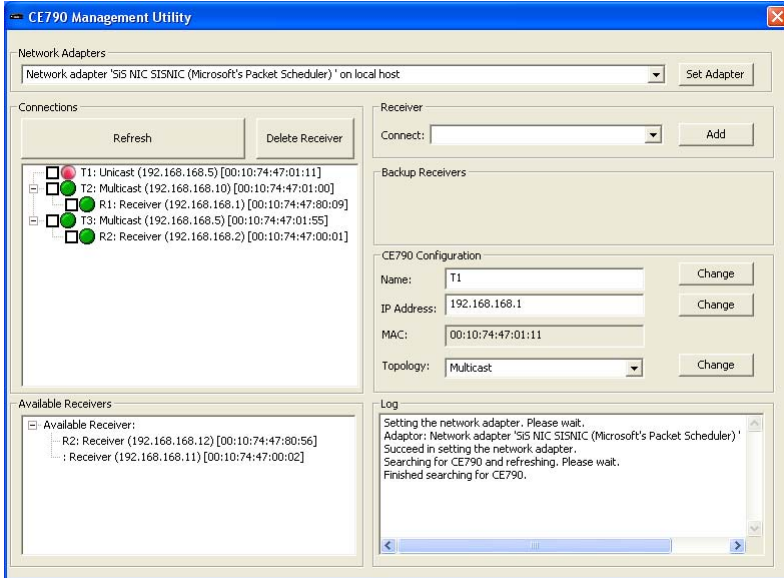 CE790 Management Utility
Network Adapters
Network adapter 'SiS NIC SISNIC (Microsoft's Packet Scheduler) ' on local host
Set Adapter
Connections
Refresh
Delete Receiver
T1: Unicast (192.168.168.5) [00:10:74:47:01:11]
T2: Multicast (192.168.168.10) [00:10:74:47:01:00]
R1: Receiver (192.168.168.1) [00:10:74:47:80:09]
T3: Multicast (192.168.168.5) [00:10:74:47:01:55]
R2: Receiver (192.168.168.2) [00:10:74:47:00:01]
Receiver
Connect:
Add
Backup Receivers
CE790 Configuration
Name: T1 Change
IP Address: 192.168.168.1 Change
MAC: 00:10:74:47:01:11
Topology: Multicast Change
Available Receivers
Available Receiver:
R2: Receiver (192.168.168.12) [00:10:74:47:80:56]
: Receiver (192.168.168.11) [00:10:74:47:00:02]
Log
Setting the network adapter. Please wait.
Adaptor: Network adapter 'SiS NIC SISNIC (Microsoft's Packet Scheduler) '
Succeed in setting the network adapter.
Searching for CE790 and refreshing. Please wait.
Finished searching for CE790.